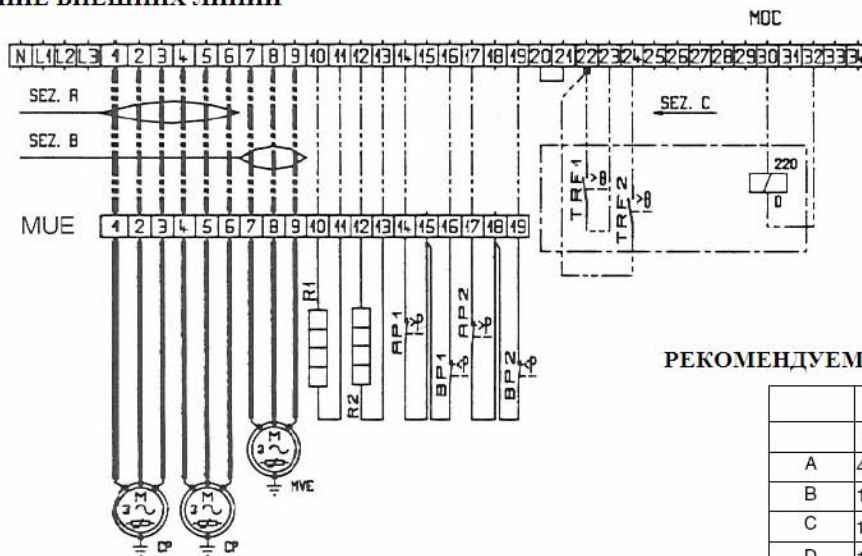 ВНЕШНИХ ЛИНИЙ
MOC
N L1 L2 L3 1 2 3 4 5 6 7 8 9 10 11 12 13 14 15 16 17 18 19 20 21 22 23 24 25 26 27 28 29 30 31 32 33 34
SEZ. A
SEZ. C
SEZ. B
220
0
TRF1
>θ
TRF2
>θ
MUE
1 2 3 4 5 6 7 8 9 10 11 12 13 14 15 16 17 18 19
R1
R2
AP1
>P
BP1
<P
AP2
>P
BP2
<P
M
3
MVE
M
3
CP
M
3
CP
РЕКОМЕНДУЕМ
A
B
C
D